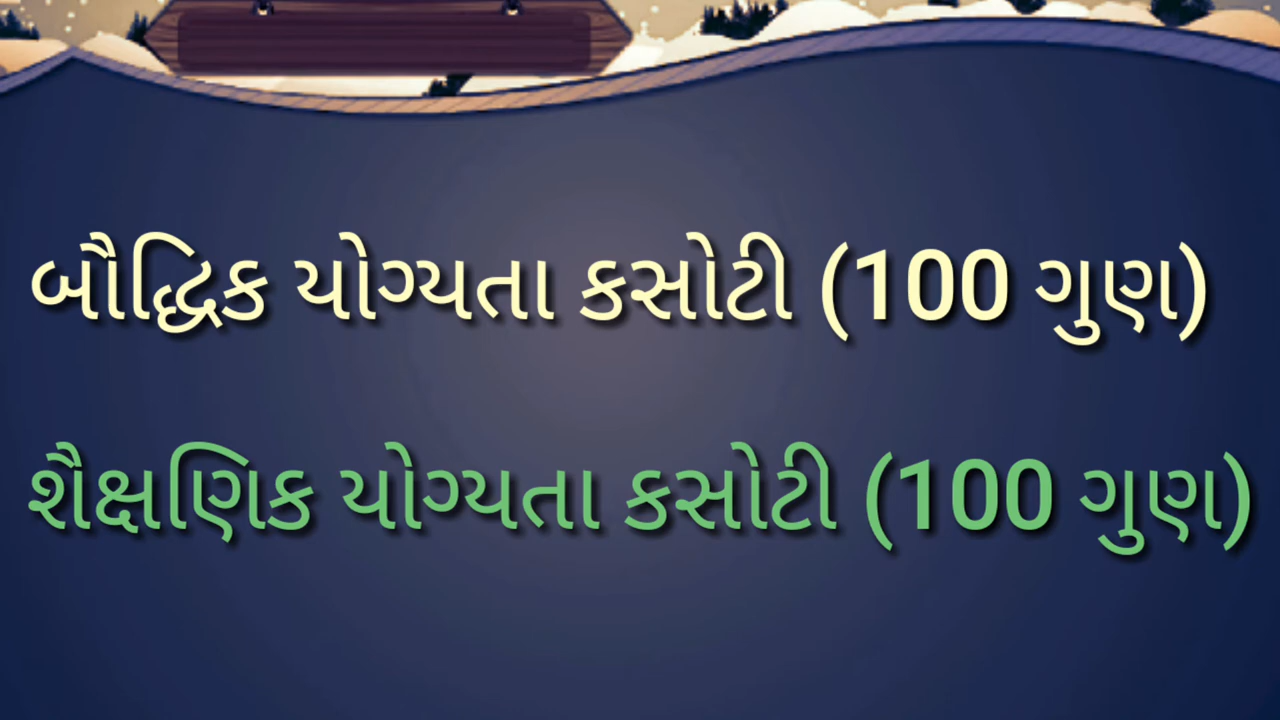 બૌદ્ધિક યોગ્યતા કસોટી (100 ગુણ)
શૈક્ષણિક યોગ્યતા કસોટી (100 ગુણ)